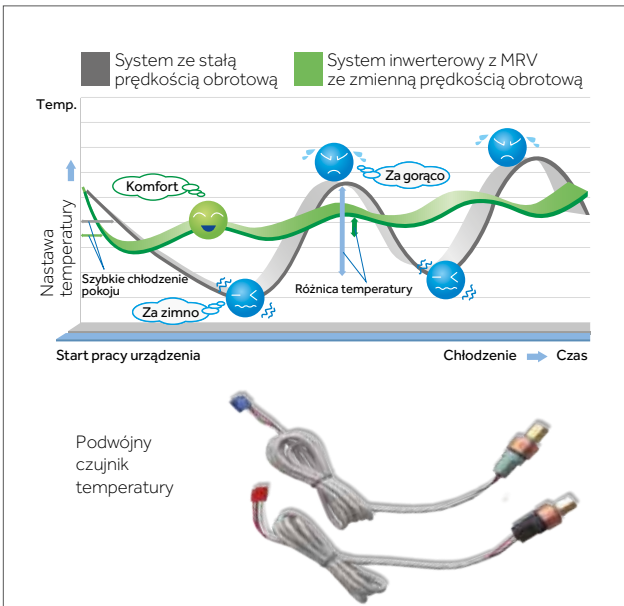 System ze stałą
prędkością obrotową
System inwerterowy z MRV
ze zmienną prędkością obrotową
Temp.
Nastawa
temperatury
Komfort
Za gorąco
Szybkie chłodzenie
pokoju
Za zimno
Różnica temperatury
Start pracy urządzenia
Chłodzenie
Czas
Podwójny
czujnik
temperatury